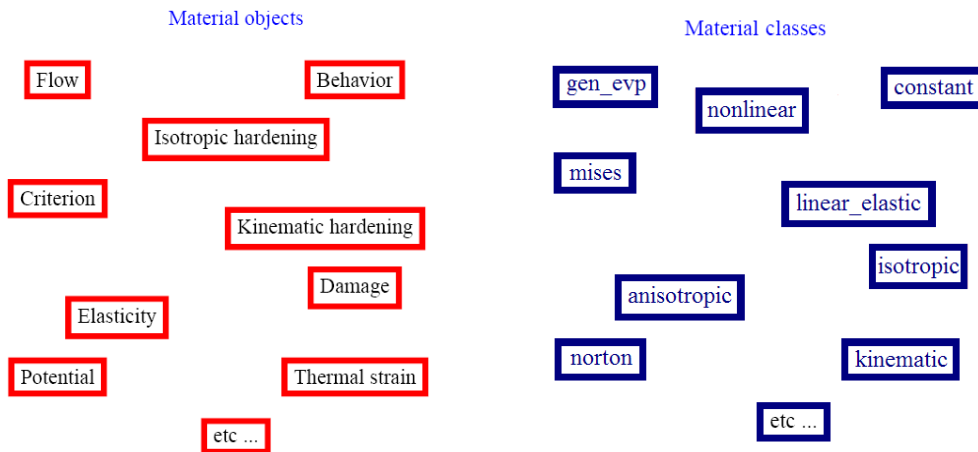 Material objects
Flow
Behavior
Isotropic hardening
Criterion
Kinematic hardening
Damage
Elasticity
Potential
Thermal strain
etc ...
Material classes
gen_evp
constant
nonlinear
mises
linear_elastic
isotropic
anisotropic
norton
kinematic
etc ...